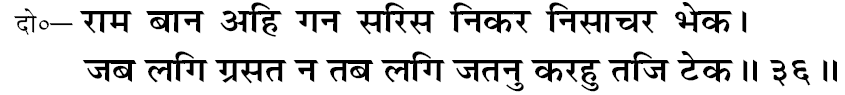 दो०— राम बान अहि गन सरिस निकर निसाचर भेक।
जब लगि ग्रसत न तब लगि जतनु करहु तजि टेक॥ ३६॥